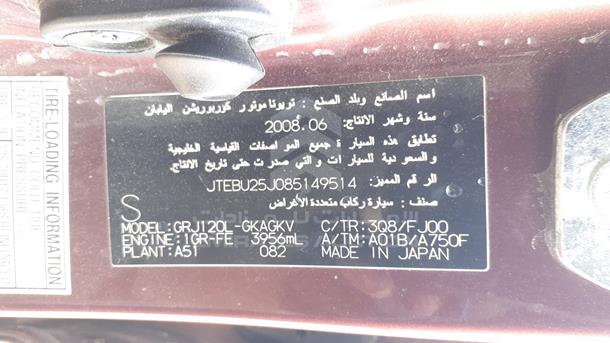 اسم الصانع وبلد الصنع : تويوتا موتور كوربوريشن اليابان
سنة وشهر الانتاج: 2008.06
تطابق هذه السيارة جميع المواصفات القياسية الخليجية
والسعودية للسيارات والتي صدرت حتى تاريخ الإنتاج.
الرقم المميز: JTEBU25J085149514
صنف : سيارة ركاب متعددة الأغراض
S
MODEL:GRJ120L-GKAGKV C/TR:3Q8/FJ00
ENGINE:1GR-FE 3956mL A/TM:A01B/A750F
PLANT:A51 082 MADE IN JAPAN
TIRE LOADING INFORMATION